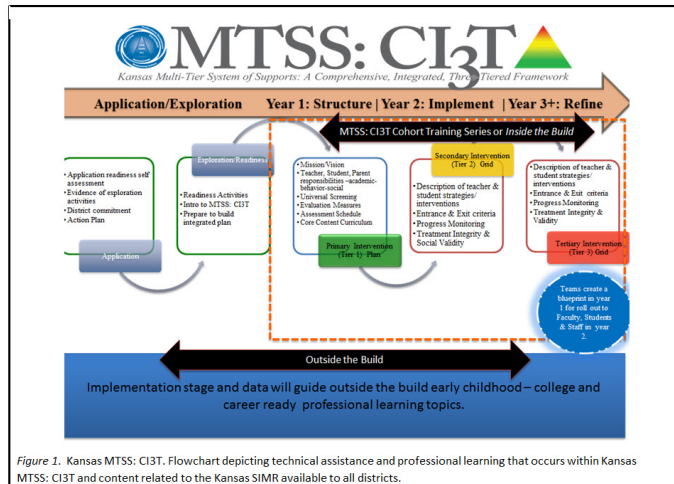 MTSS: CI3T
Kansas Multi-Tier System of Supports: A Comprehensive, Integrated, Three-Tiered Framework
Application/Exploration Year 1: Structure | Year 2: Implement | Year 3+: Refine
MTSS: CI3T Cohort Training Series or Inside the Build
• Application readiness self
assessment
• Evidence of exploration
activities
• District commitment
• Action Plan
Application
Exploration/Readiness
• Readiness Activities
• Intro to MTSS: CI3T
• Prepare to build
integrated plan
• Mission/Vision
• Teacher, Student, Parent
responsibilities –academic-
behavior-social
• Universal Screening
• Evaluation Measures
• Assessment Schedule
• Core Content Curriculum
Primary Intervention
(Tier 1) Plan
Secondary Intervention
(Tier 2) Grid
• Description of teacher &
student strategies/
interventions
• Entrance & Exit criteria
• Progress Monitoring
• Treatment Integrity &
Social Validity
• Description of teacher &
student strategies/
interventions
• Entrance & Exit criteria
• Progress Monitoring
• Treatment Integrity &
Validity
Tertiary Intervention
(Tier 3) Grid
Teams create a
blueprint in year
1 for roll out to
Faculty, Students
& Staff in year
2.
Outside the Build
Implementation stage and data will guide outside the build early childhood – college and
career ready professional learning topics.
Figure 1. Kansas MTSS: CI3T. Flowchart depicting technical assistance and professional learning that occurs within Kansas
MTSS: CI3T and content related to the Kansas SIMR available to all districts.